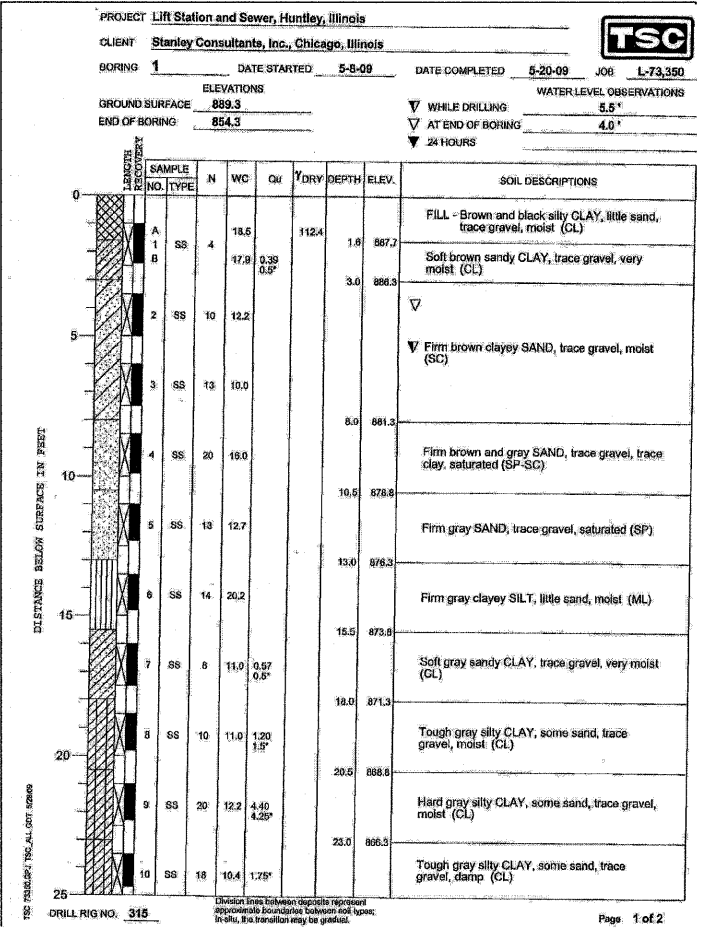 PROJECT Lift Station and Sewer, Huntley, Illinois
TSC
CLIENT Stanley Consultants, Inc., Chicago, Illinois
BORING 1 DATE STARTED 5-8-09 DATE COMPLETED 5-20-09 JOB L-73,350
ELEVATIONS WATER LEVEL OBSERVATIONS
GROUND SURFACE 889.3 WHILE DRILLING 5.5'
END OF BORING 854.3 AT END OF BORING 4.0'
24 HOURS
LENGTH
RECOVERY
SAMPLE
NO. TYPE N WC Qu γDRY DEPTH ELEV. SOIL DESCRIPTIONS
0
FILL - Brown and black silty CLAY, little sand,
trace gravel, moist (CL)
A 18.5 112.4
1 SS 4 1.6 887.7
B 17.9 0.39 Soft brown sandy CLAY, trace gravel, very
0.5* moist (CL)
3.0 886.3
2 SS 10 12.2
5
Firm brown clayey SAND, trace gravel, moist
(SC)
3 SS 13 10.0
8.0 881.3
4 SS 20 16.0 Firm brown and gray SAND, trace gravel, trace
clay, saturated (SP-SC)
10
10.5 878.8
5 SS 13 12.7 Firm gray SAND, trace gravel, saturated (SP)
13.0 876.3
6 SS 14 20.2 Firm gray clayey SILT, little sand, moist (ML)
15
15.5 873.8
7 SS 8 11.0 0.57 Soft gray sandy CLAY, trace gravel, very moist
0.5* (CL)
18.0 871.3
8 SS 10 11.0 1.20 Tough gray silty CLAY, some sand, trace
1.5* gravel, moist (CL)
20
20.5 868.8
9 SS 20 12.2 4.40 Hard gray silty CLAY, some sand, trace gravel,
4.25* moist (CL)
23.0 866.3
10 SS 18 10.4 1.75* Tough gray silty CLAY, some sand, trace
gravel, damp (CL)
25
DISTANCE BELOW SURFACE IN FEET
TSC 73350.GPJ TSC_ALL.GDT
DRILL RIG NO. 315
Division lines between deposits represent
approximate boundaries between soil types;
in-situ, the transition may be gradual.
Page 1 of 2